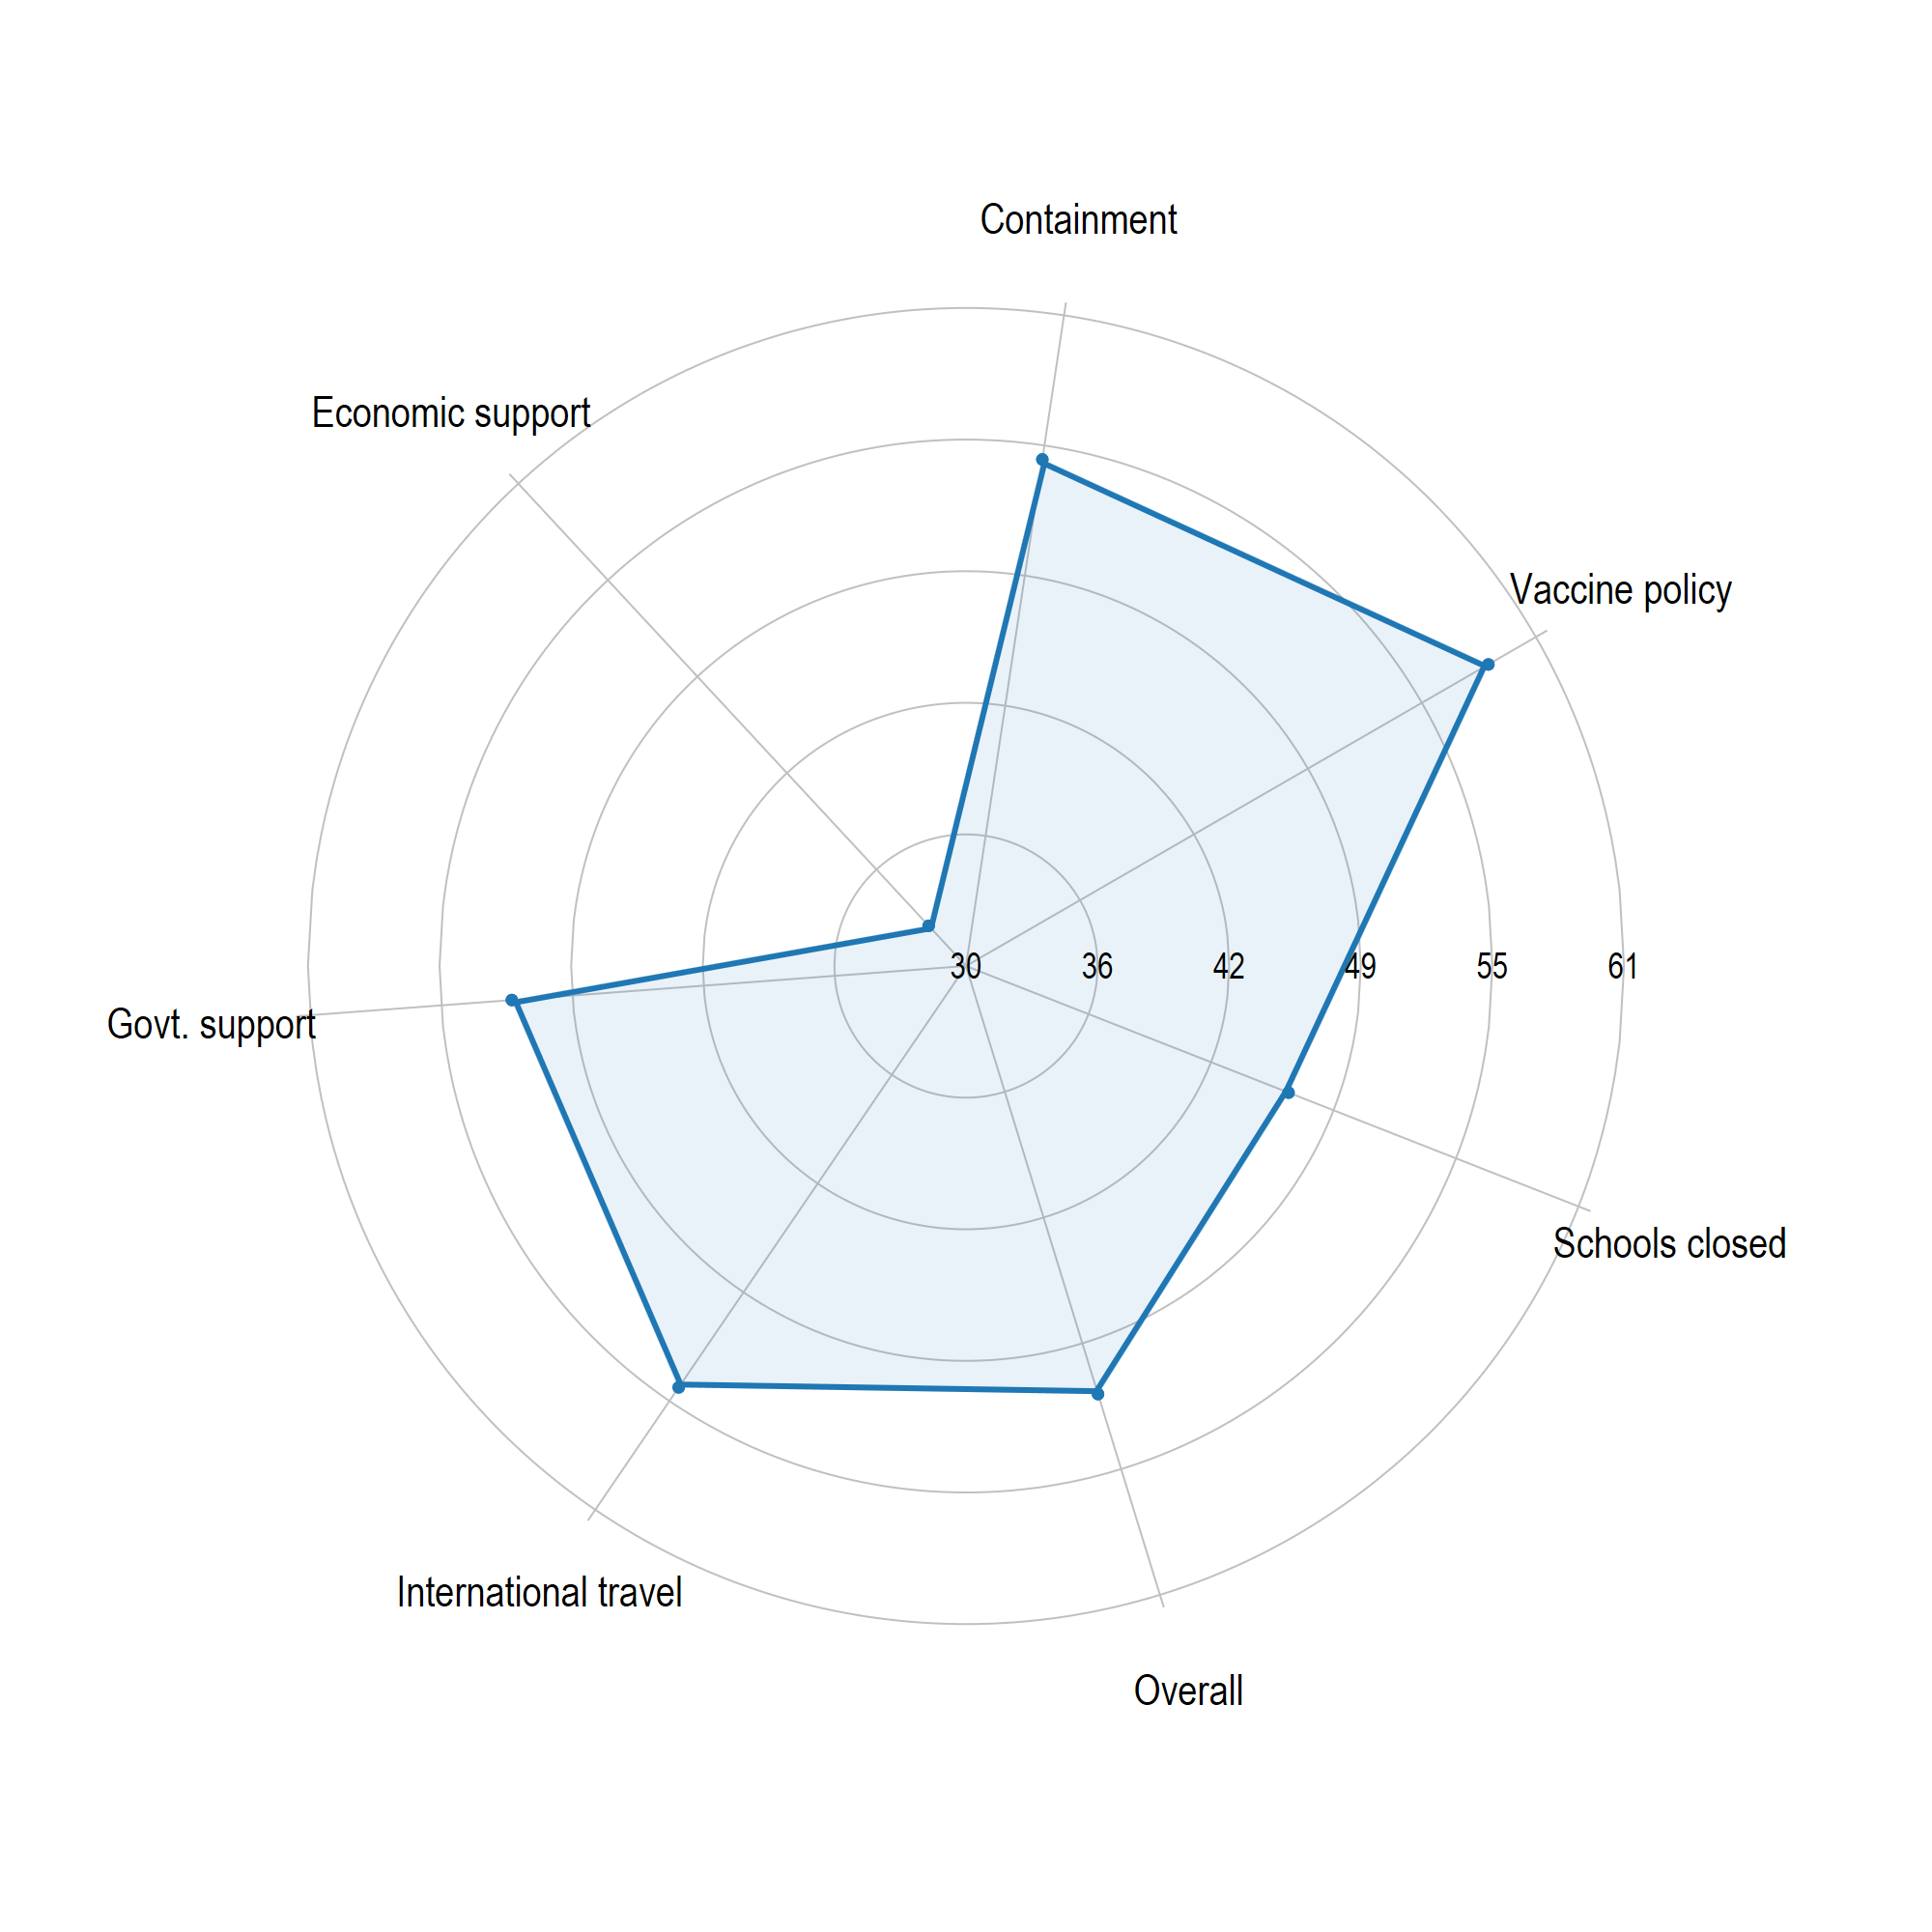 Containment
Economic support
Vaccine policy
30 36 42 49 55 61
Govt. support
Schools closed
International travel
Overall